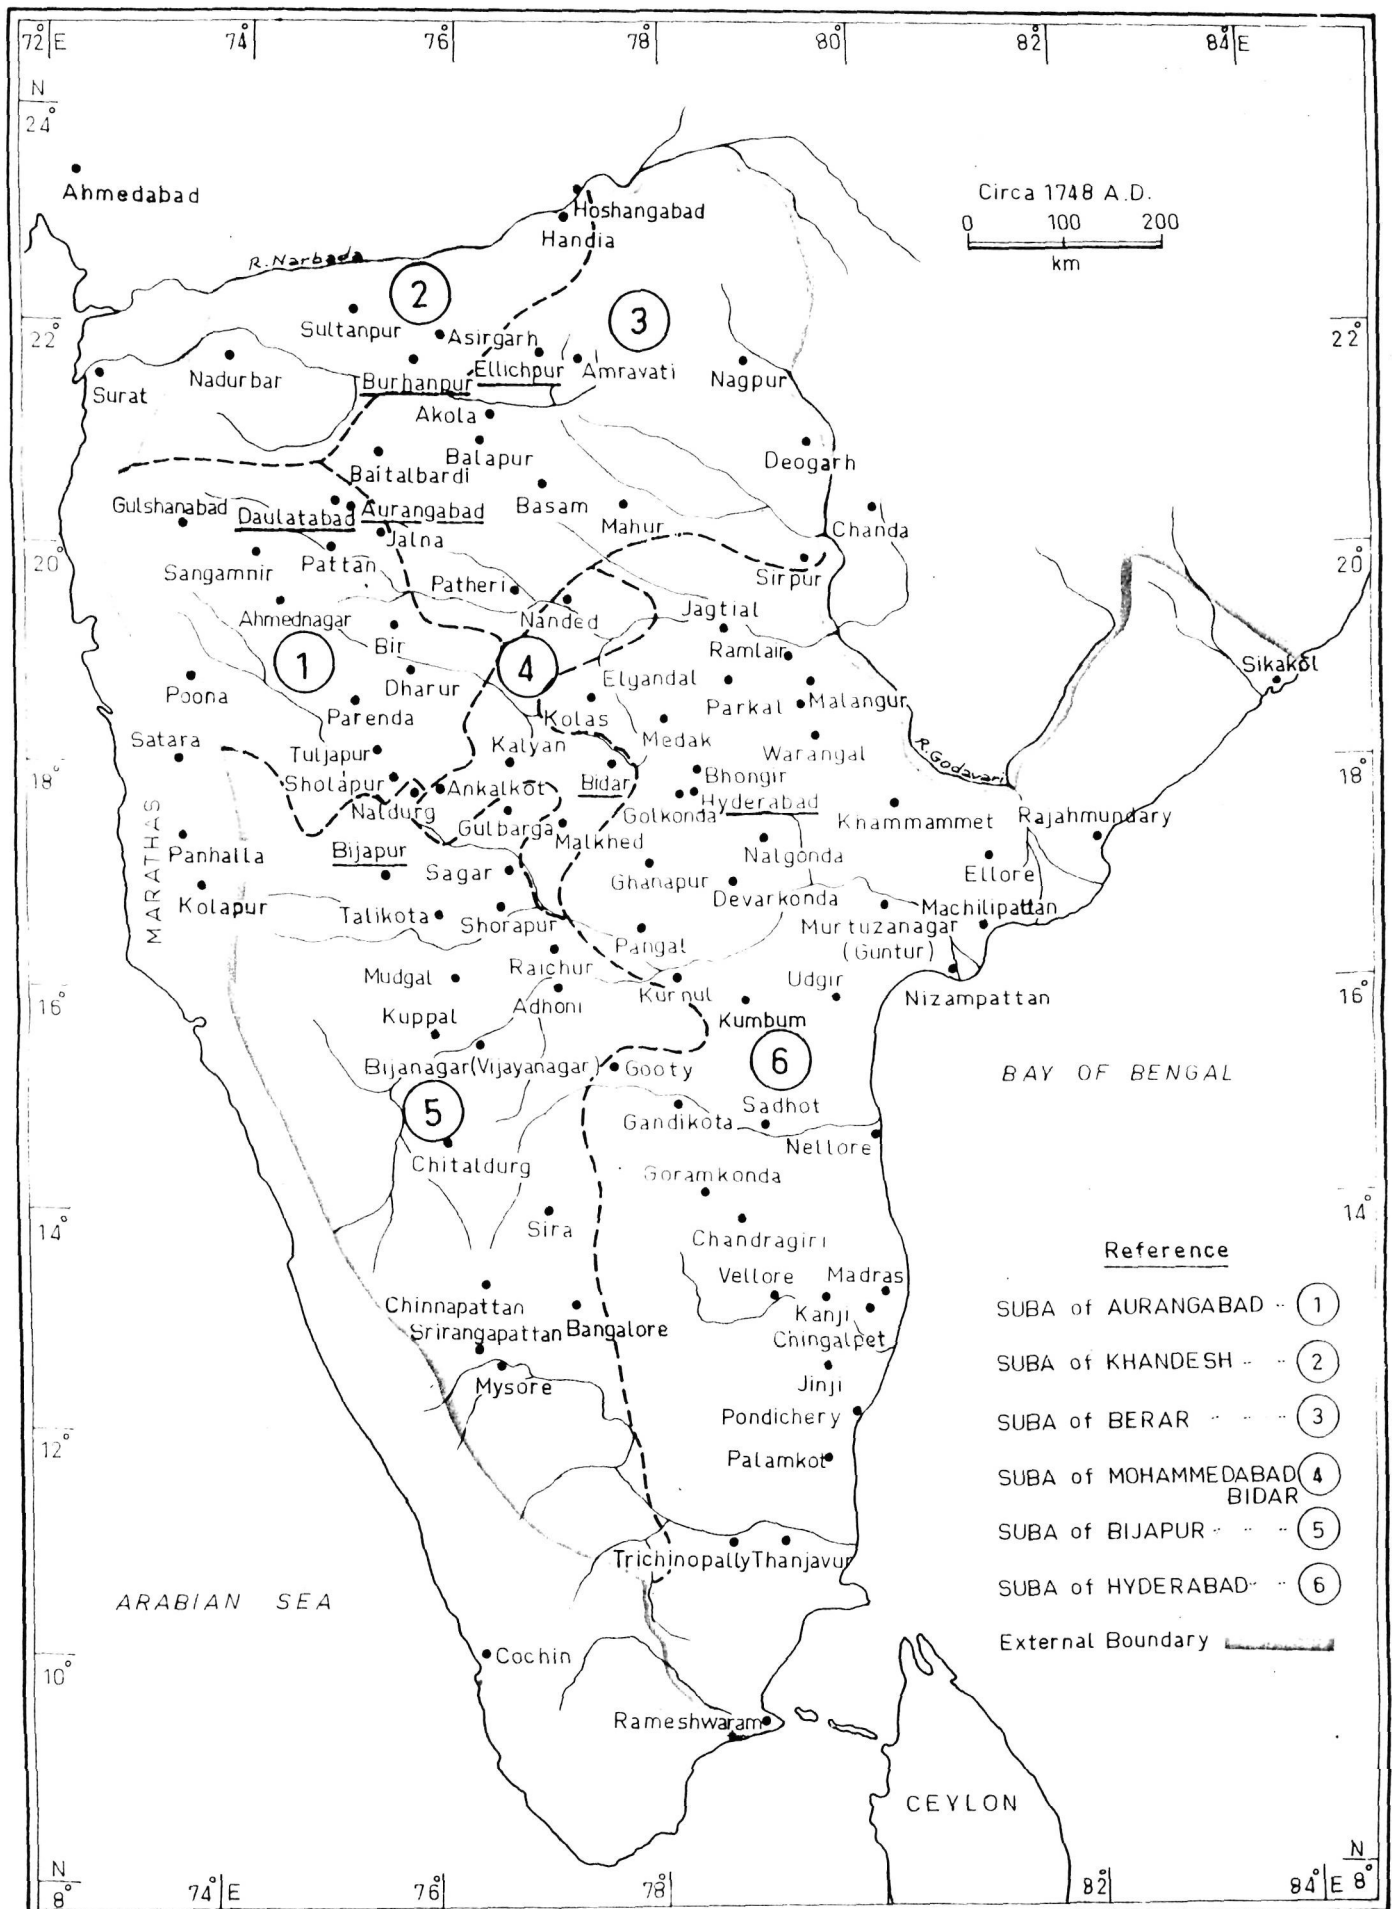 72° E 74° 76° 78° 80° 82° 84° E
N
24°
Circa 1748 A.D.
0 100 200
km
Ahmedabad
Hoshangabad
Handia
R. Narbada
2
3
Sultanpur
Asirgarh
22° 22°
Nadurbar
Burhanpur
Ellichpur
Amravati
Nagpur
Surat
Akola
Balapur
Deogarh
Baitalbardi
Gulshanabad
Daulatabad
Aurangabad
Basam
Mahur
Chanda
Jalna
20° 20°
Sangamnir
Pattan
Patheri
Sirpur
Ahmednagar
Nanded
Jagtial
Bir
Ramlair
1
4
Sikakol
Poona
Dharur
Elgandal
Parenda
Kolas
Parkal
Malangur
Satara
Tuljapur
Kalyan
Medak
Warangal
R. Godavari
18° 18°
Sholapur
Ankalkot
Bidar
Bhongir
Naldurg
Golkonda
Hyderabad
Gulbarga
Malkhed
Khammammet
Rajahmundary
MARATHAS
Panhalla
Bijapur
Nalgonda
Sagar
Ghanapur
Ellore
Kolapur
Devarkonda
Talikota
Shorapur
Machilipattan
Murtuzanagar
(Guntur)
Pangal
Raichur
Mudgal
Udgir
16° 16°
Adhoni
Kurnul
Nizampattan
Kuppal
Kumbum
Bijanagar (Vijayanagar)
Gooty
6
BAY OF BENGAL
5
Sadhot
Gandikota
Nellore
Chitaldurg
Goramkonda
14° 14°
Sira
Chandragiri
Reference
Vellore
Madras
Chinnapattan
Kanji
SUBA of AURANGABAD 1
Srirangapattan
Bangalore
Chingalpet
SUBA of KHANDESH 2
Mysore
Jinji
Pondichery
SUBA of BERAR 3
12°
Palamkot
SUBA of MOHAMMEDABAD 4
BIDAR
SUBA of BIJAPUR 5
Trichinopally
Thanjavur
SUBA of HYDERABAD 6
ARABIAN SEA
External Boundary
10°
Cochin
Rameshwaram
CEYLON
N N
8° 74° E 76° 78° 82° 84° E 8°